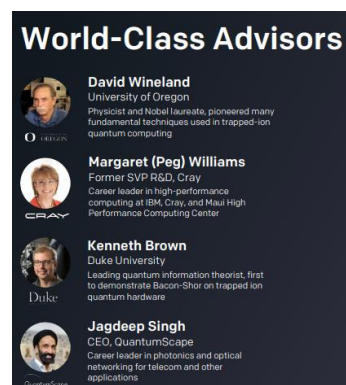 World-Class Advisors
David Wineland
University of Oregon
Physicist and Nobel laureate, pioneered many
fundamental techniques used in trapped-ion
quantum computing
O OREGON
Margaret (Peg) Williams
Former SVP R&D, Cray
Career leader in high-performance
computing at IBM, Cray, and Maui High
Performance Computing Center
CRAY
Kenneth Brown
Duke University
Leading quantum information theorist, first
to demonstrate Bacon-Shor on trapped ion
quantum hardware
Duke
Jagdeep Singh
CEO, QuantumScape
Career leader in photonics and optical
networking for telecom and other
applications
QuantumScape